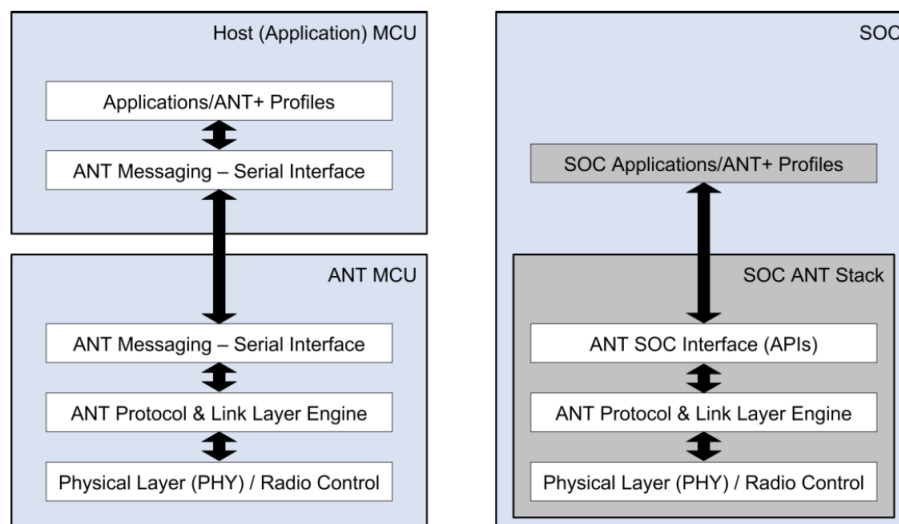 Host (Application) MCU
Applications/ANT+ Profiles
ANT Messaging – Serial Interface
ANT MCU
ANT Messaging – Serial Interface
ANT Protocol & Link Layer Engine
Physical Layer (PHY) / Radio Control
SOC
SOC Applications/ANT+ Profiles
SOC ANT Stack
ANT SOC Interface (APIs)
ANT Protocol & Link Layer Engine
Physical Layer (PHY) / Radio Control